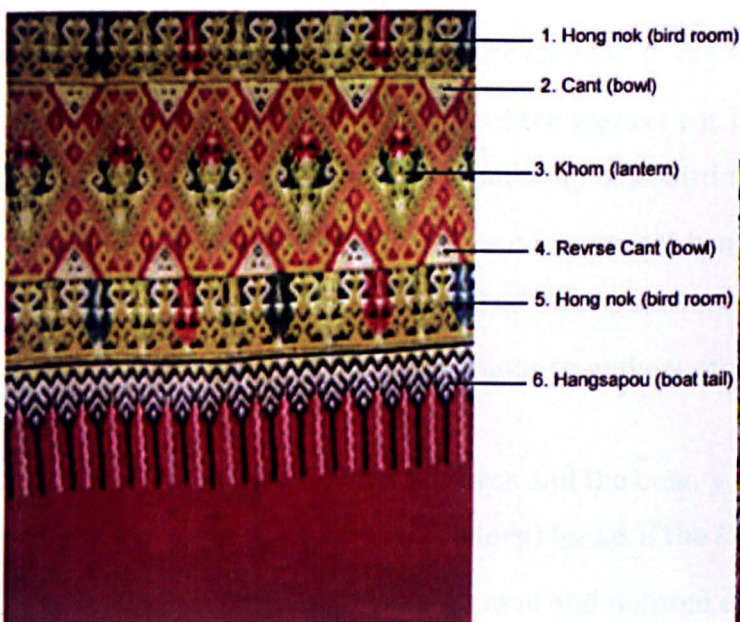 1. Hong nok (bird room)
2. Cant (bowl)
3. Khom (lantern)
4. Revrse Cant (bowl)
5. Hong nok (bird room)
6. Hangsapou (boat tail)